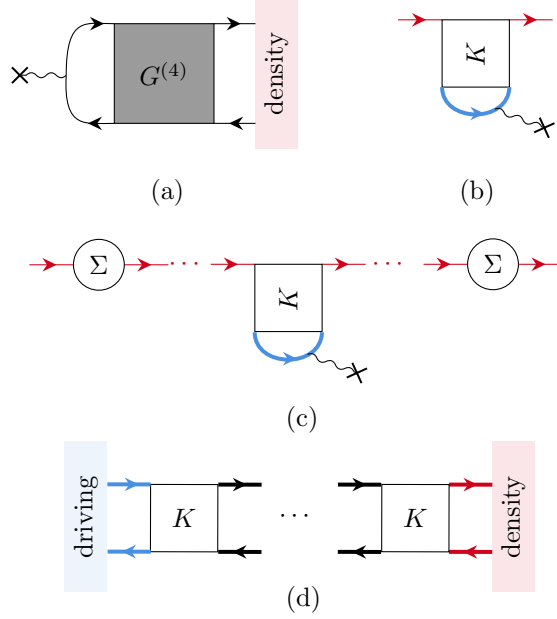 G^{(4)}
density
(a)
K
(b)
Σ
···
K
···
Σ
(c)
driving
K
···
K
density
(d)